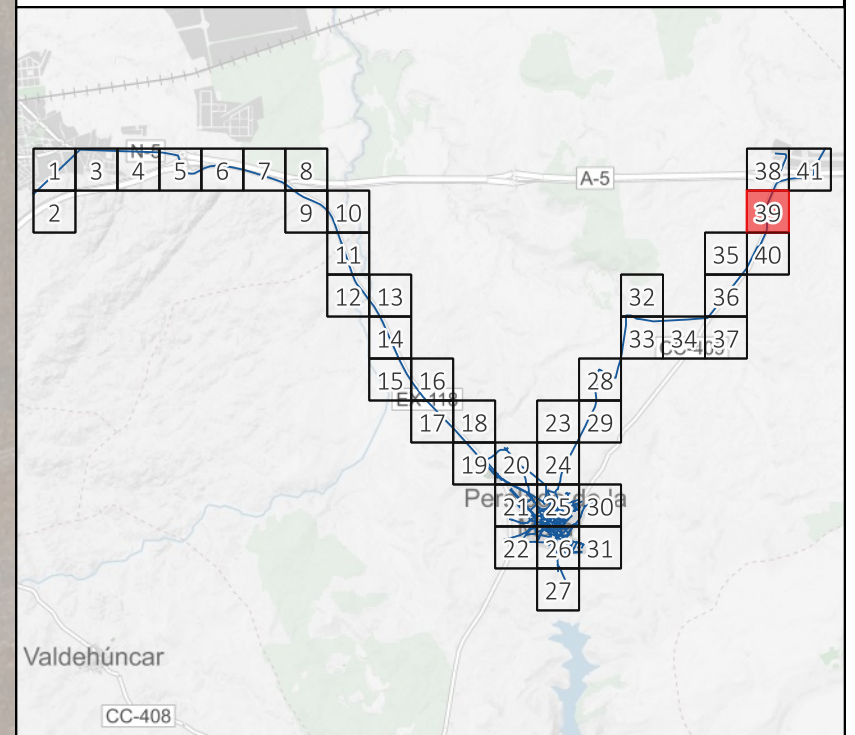 N-5
1 3 4 5 6 7 8 38 41
A-5
2 9 10 39
11 35 40
12 13 32 36
14 33 34 37
15 16 28
EX-118
17 18 23 29
19 20 24
21 25 30
22 26 31
27
Valdehúncar
CC-408